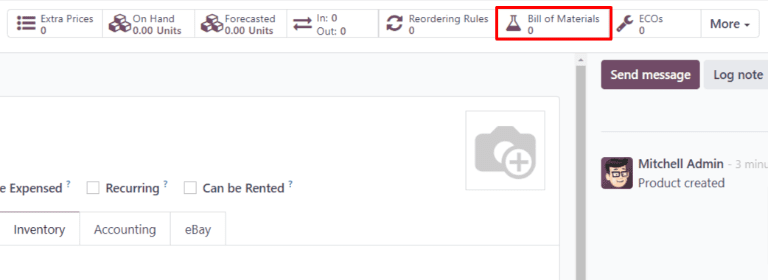 Extra Prices
0
On Hand
0.00 Units
Forecasted
0.00 Units
In: 0
Out: 0
Reordering Rules
0
Bill of Materials
0
ECOs
0
More
Send message
Log note
e Expensed ?
Recurring ?
Can be Rented ?
Mitchell Admin - 3 minu
Product created
Inventory
Accounting
eBay